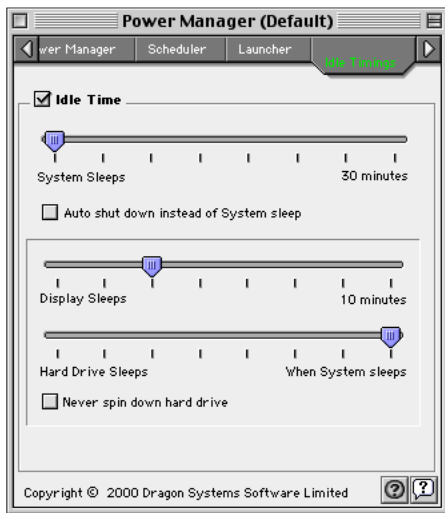 Power Manager (Default)
wer Manager Scheduler Launcher Idle Timings
Idle Time
System Sleeps 30 minutes
Auto shut down instead of System sleep
Display Sleeps 10 minutes
Hard Drive Sleeps When System sleeps
Never spin down hard drive
Copyright © 2000 Dragon Systems Software Limited ? ?